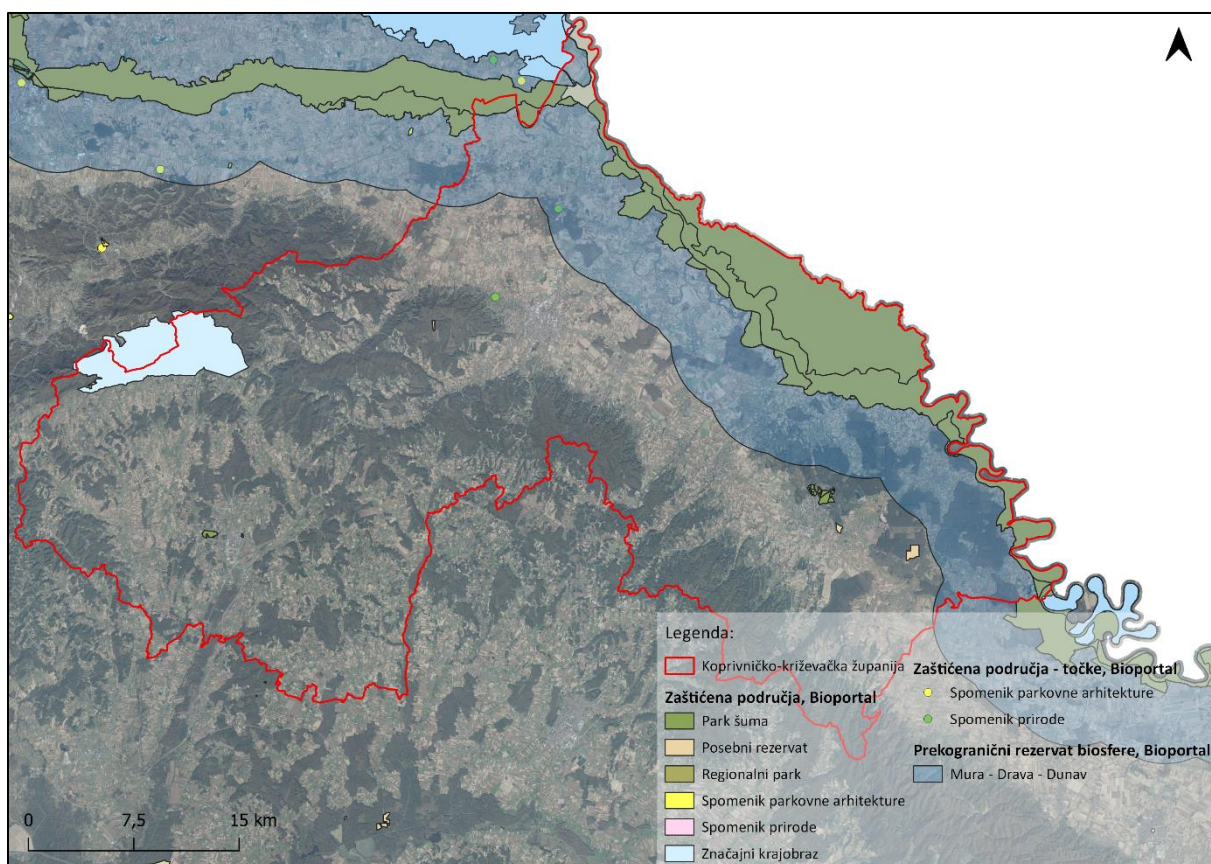 Legenda:
Koprivničko-križevačka županija
Zaštićena područja, Bioportal
Park šuma
Posebni rezervat
Regionalni park
Spomenik parkovne arhitekture
Spomenik prirode
Značajni krajobraz
Zaštićena područja - točke, Bioportal
Spomenik parkovne arhitekture
Spomenik prirode
Prekogranični rezervat biosfere, Bioportal
Mura - Drava - Dunav
0 7,5 15 km